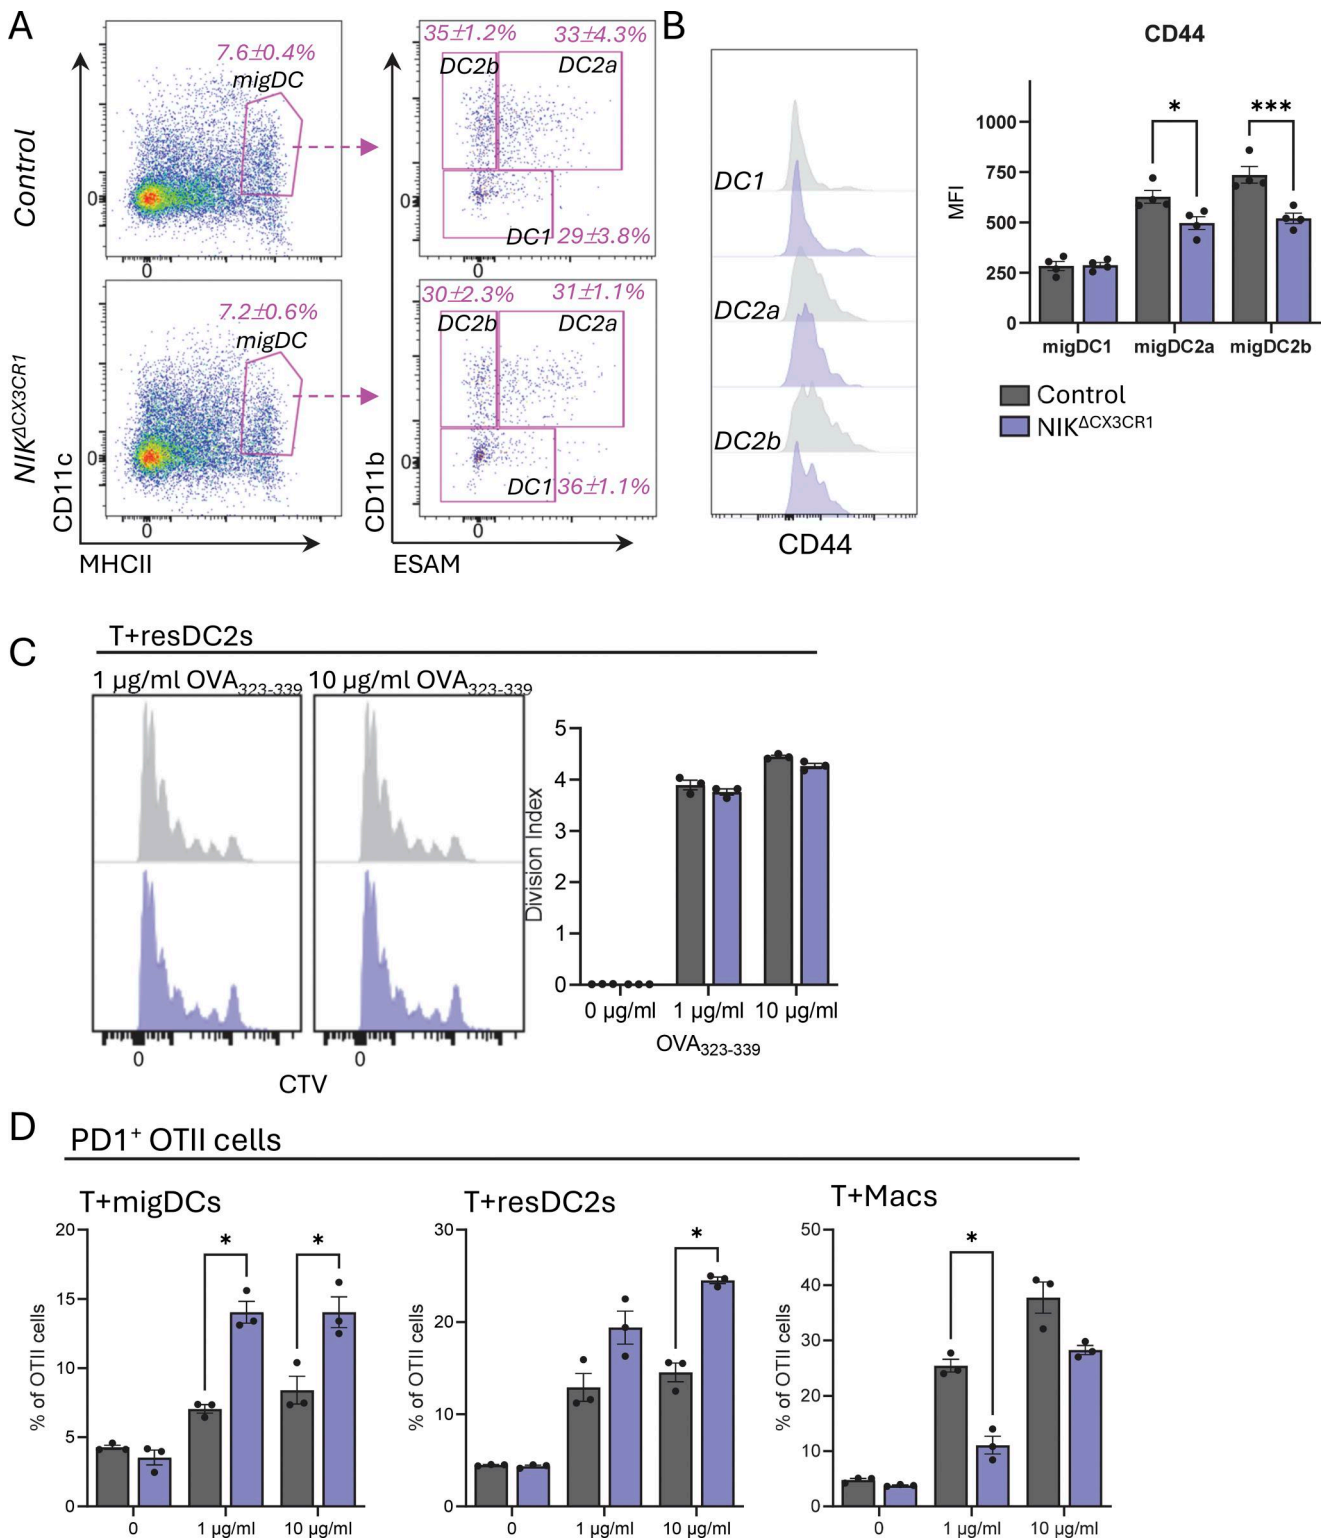 A
Control
7.6±0.4%
migDC
0
0
35±1.2%
33±4.3%
DC2b
DC2a
0
DC1
29±3.8%
0
NIK^ΔCX3CR1
7.2±0.6%
migDC
0
0
CD11c
MHCII
30±2.3%
31±1.1%
DC2b
DC2a
0
DC1
36±1.1%
0
CD11b
ESAM
B
DC1
DC2a
DC2b
CD44
CD44
MFI
1000
750
500
250
0
*
***
migDC1
migDC2a
migDC2b
Control
NIK^ΔCX3CR1
C
T+resDC2s
1 µg/ml OVA₃₂₃₋₃₃₉
10 µg/ml OVA₃₂₃₋₃₃₉
0
0
CTV
Division Index
5
4
3
2
1
0
0 µg/ml
1 µg/ml
10 µg/ml
OVA₃₂₃₋₃₃₉
D
PD1⁺ OTII cells
T+migDCs
% of OTII cells
20
15
10
5
0
*
*
0
1 µg/ml
10 µg/ml
T+resDC2s
% of OTII cells
30
20
10
0
*
0
1 µg/ml
10 µg/ml
T+Macs
% of OTII cells
50
40
30
20
10
0
*
0
1 µg/ml
10 µg/ml